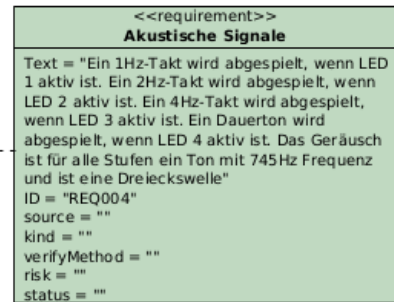 <<requirement>>
Akustische Signale
Text = "Ein 1Hz-Takt wird abgespielt, wenn LED
1 aktiv ist. Ein 2Hz-Takt wird abgespielt, wenn
LED 2 aktiv ist. Ein 4Hz-Takt wird abgespielt,
wenn LED 3 aktiv ist. Ein Dauerton wird
abgespielt, wenn LED 4 aktiv ist. Das Geräusch
ist für alle Stufen ein Ton mit 745Hz Frequenz
und ist eine Dreieckswelle"
ID = "REQ004"
source = ""
kind = ""
verifyMethod = ""
risk = ""
status = ""